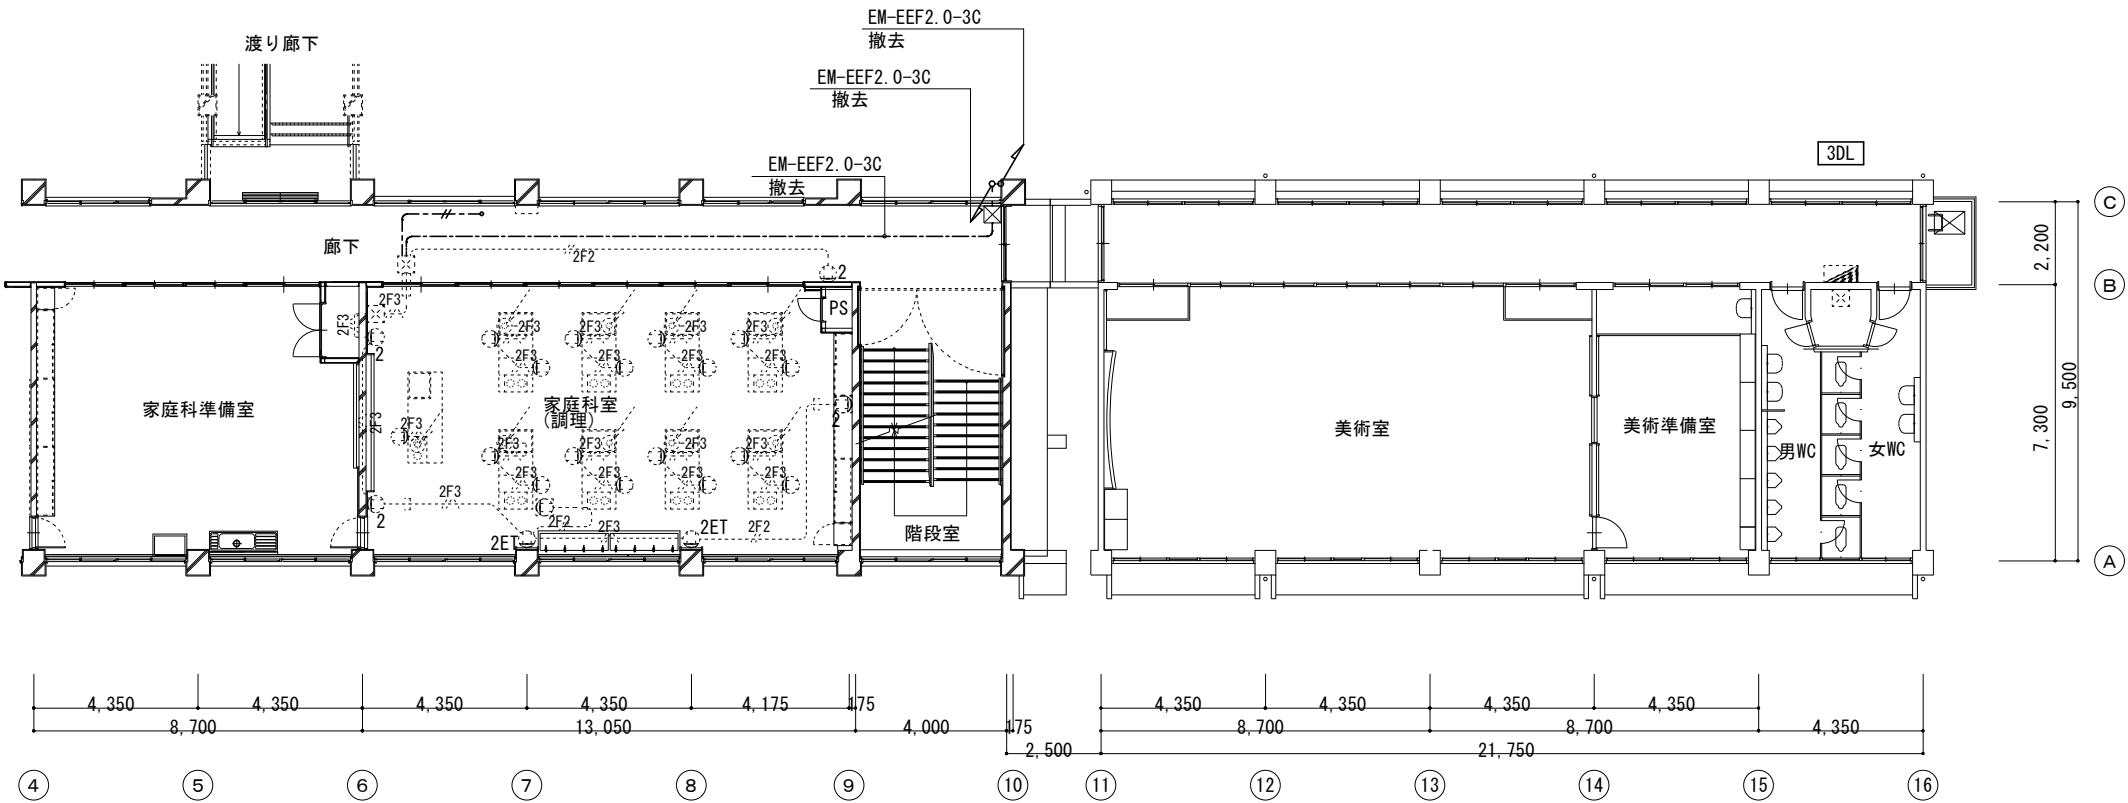 EM-EEF2.0-3C
撤去
渡り廊下
EM-EEF2.0-3C
撤去
3DL
EM-EEF2.0-3C
撤去
C
廊下
2F2
2
2,200
B
2F3
PS
2F3
2F3
2F3
2F3
2F3
2
2F3
2F3
2F3
2F3
9,500
家庭科準備室
家庭科室
(調理)
2F3
2F3
2
美術室
美術準備室
7,300
2F3
2F3
2F3
2F3
男WC
女WC
2F3
2F3
2F3
2F3
2F3
2
2F2
2F3
2ET
2ET
2F2
階段室
A
4,350
4,350
4,350
4,350
4,175
175
4,350
4,350
4,350
4,350
8,700
13,050
4,000
175
8,700
8,700
4,350
2,500
21,750
4
5
6
7
8
9
10
11
12
13
14
15
16